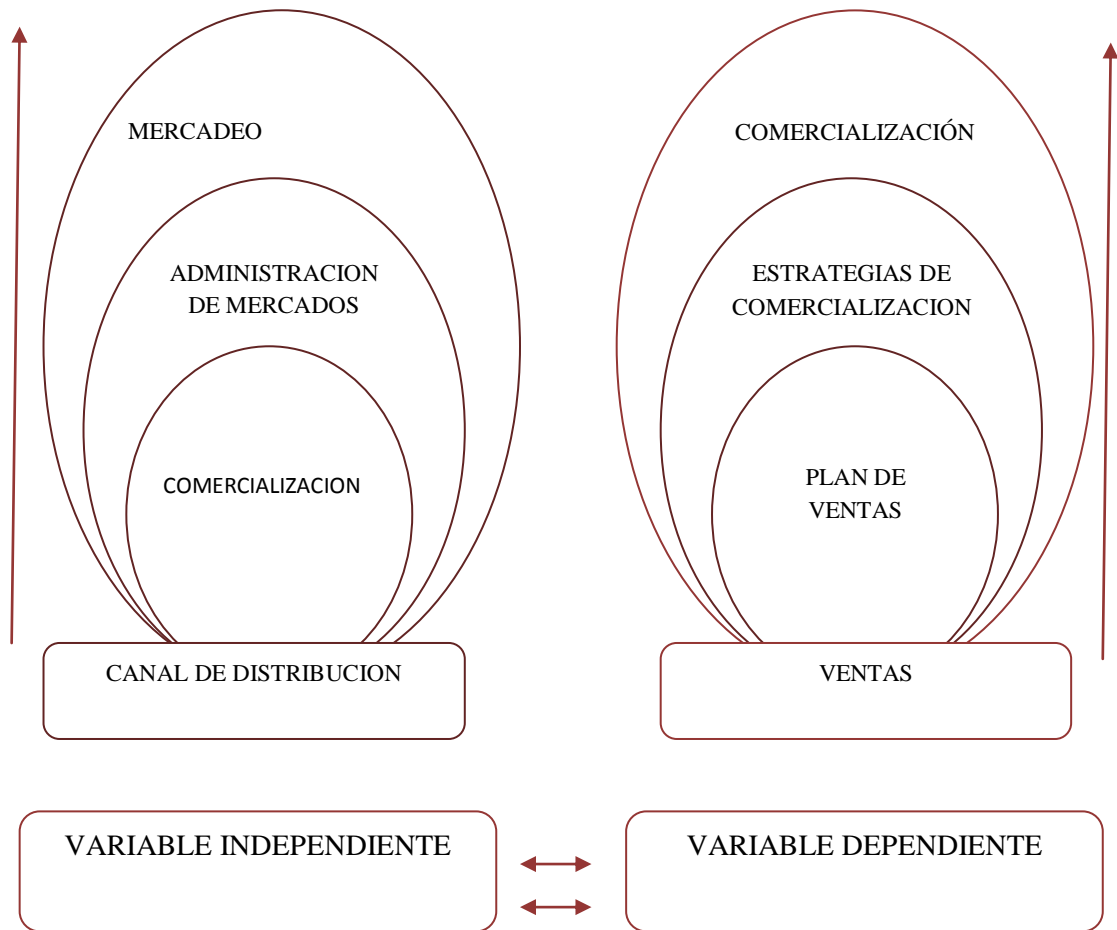 MERCADEO
COMERCIALIZACIÓN
ADMINISTRACION
DE MERCADOS
ESTRATEGIAS DE
COMERCIALIZACION
COMERCIALIZACION
PLAN DE
VENTAS
CANAL DE DISTRIBUCION
VENTAS
VARIABLE INDEPENDIENTE
VARIABLE DEPENDIENTE